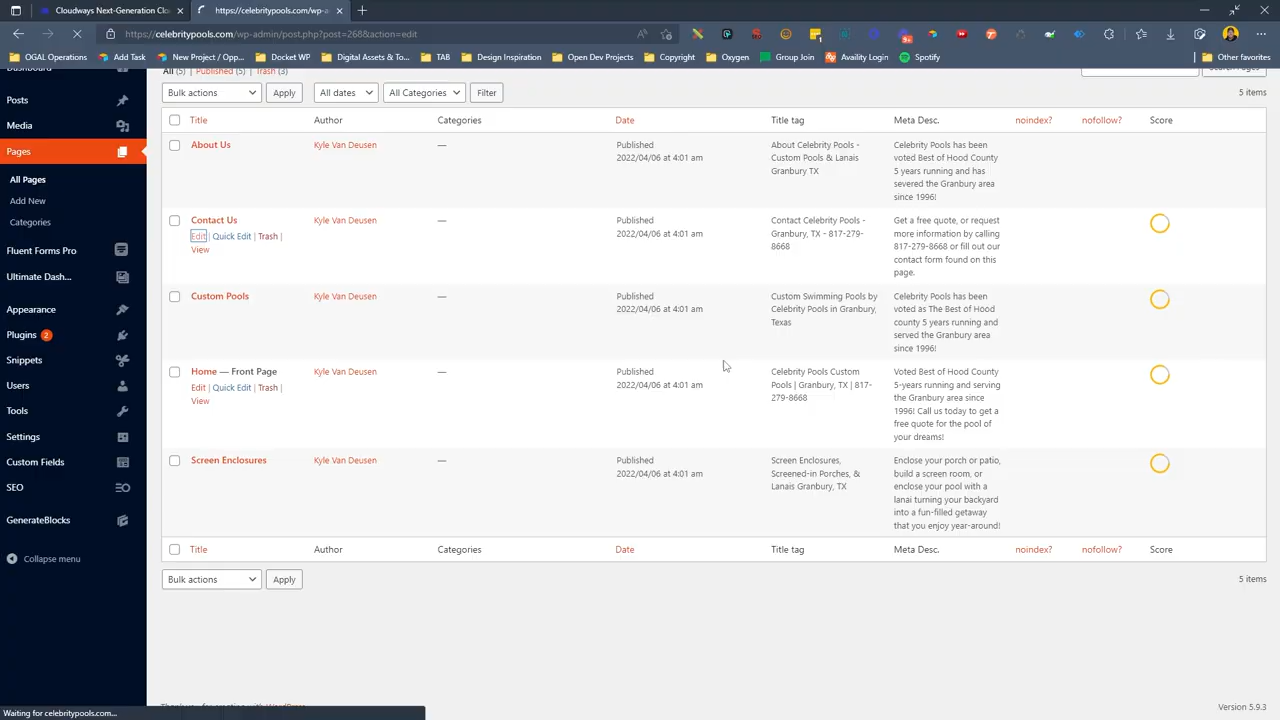 Cloudways Next-Generation Clo
https://celebritypools.com/wp-a
https://celebritypools.com/wp-admin/post.php?post=268&action=edit
OGAL Operations
Add Task
New Project / Opp...
Docket WP
Digital Assets & To...
TAB
Design Inspiration
Open Dev Projects
Copyright
Oxygen
Group Join
Availity Login
Spotify
Other favorites
All (5) | Published (5) | Trash (3)
Bulk actions
Apply
All dates
All Categories
Filter
5 items
Posts
Media
Pages
All Pages
Add New
Categories
Fluent Forms Pro
Ultimate Dash...
Appearance
Plugins 2
Snippets
Users
Tools
Settings
Custom Fields
SEO
GenerateBlocks
Collapse menu
Title
Author
Categories
Date
Title tag
Meta Desc.
noindex?
nofollow?
Score
About Us
Kyle Van Deusen
—
Published
2022/04/06 at 4:01 am
About Celebrity Pools -
Custom Pools & Lanais
Granbury TX
Celebrity Pools has been
voted Best of Hood County
5 years running and has
severed the Granbury area
since 1996!
Contact Us
Edit | Quick Edit | Trash |
View
Kyle Van Deusen
—
Published
2022/04/06 at 4:01 am
Contact Celebrity Pools -
Granbury, TX - 817-279-
8668
Get a free quote, or request
more information by calling
817-279-8668 or fill out our
contact form found on this
page.
Custom Pools
Kyle Van Deusen
—
Published
2022/04/06 at 4:01 am
Custom Swimming Pools by
Celebrity Pools in Granbury,
Texas
Celebrity Pools has been
voted as The Best of Hood
county 5 years running and
served the Granbury area
since 1996!
Home — Front Page
Edit | Quick Edit | Trash |
View
Kyle Van Deusen
—
Published
2022/04/06 at 4:01 am
Celebrity Pools Custom
Pools | Granbury, TX | 817-
279-8668
Voted Best of Hood County
5-years running and serving
the Granbury area since
1996! Call us today to get a
free quote for the pool of
your dreams!
Screen Enclosures
Kyle Van Deusen
—
Published
2022/04/06 at 4:01 am
Screen Enclosures,
Screened-in Porches, &
Lanais Granbury, TX
Enclose your porch or patio,
build a screen room, or
enclose your pool with a
lanai turning your backyard
into a fun-filled getaway
that you enjoy year-around!
Title
Author
Categories
Date
Title tag
Meta Desc.
noindex?
nofollow?
Score
Bulk actions
Apply
5 items
Waiting for celebritypools.com...
Version 5.9.3